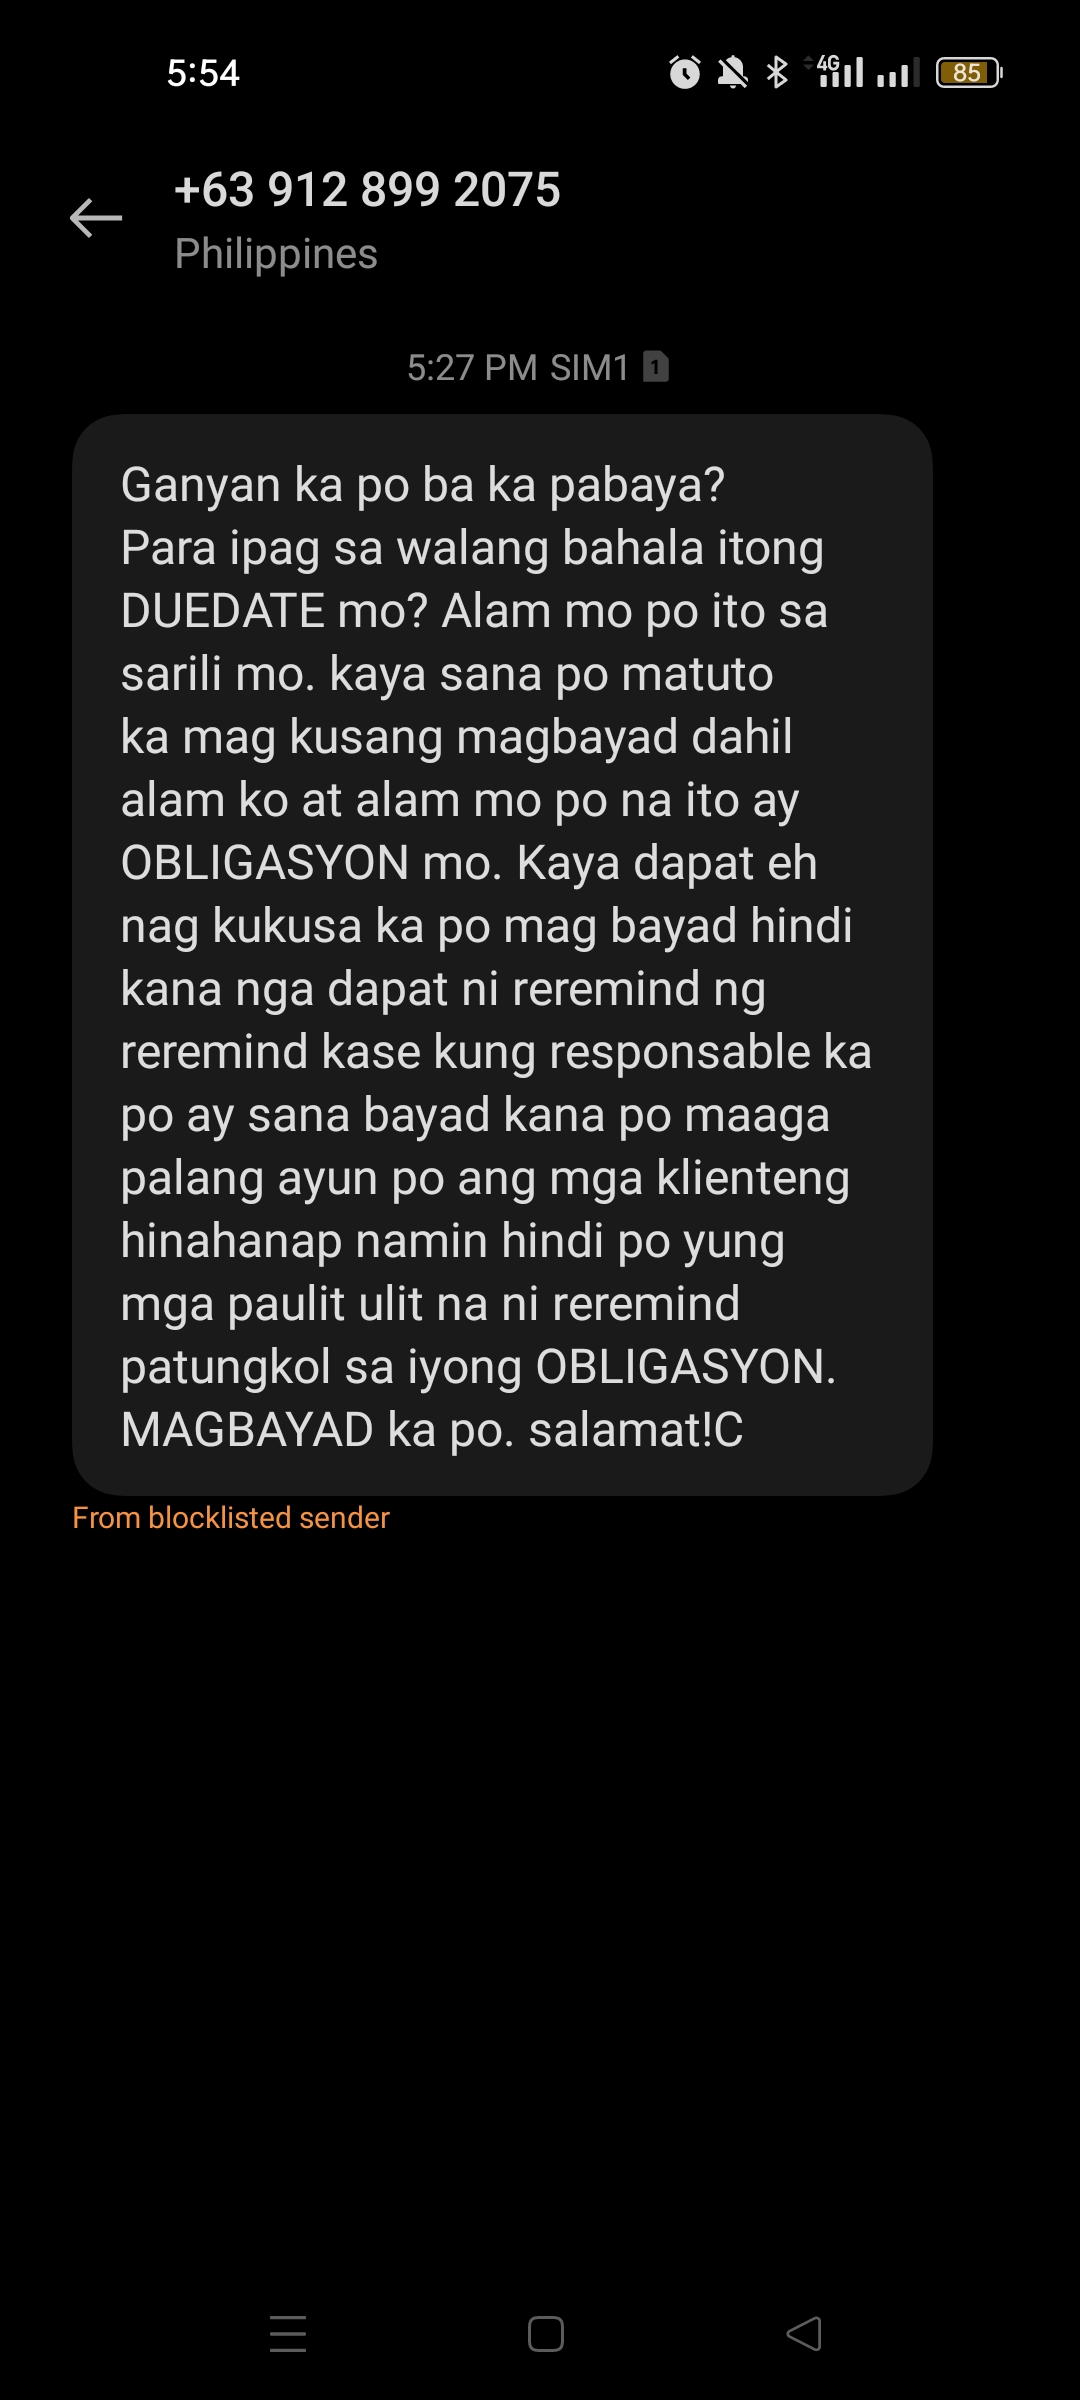 5:54
4G
85
+63 912 899 2075
Philippines
5:27 PM SIM1 1
Ganyan ka po ba ka pabaya?
Para ipag sa walang bahala itong
DUEDATE mo? Alam mo po ito sa
sarili mo. kaya sana po matuto
ka mag kusang magbayad dahil
alam ko at alam mo po na ito ay
OBLIGASYON mo. Kaya dapat eh
nag kukusa ka po mag bayad hindi
kana nga dapat ni reremind ng
reremind kase kung responsable ka
po ay sana bayad kana po maaga
palang ayun po ang mga klienteng
hinahanap namin hindi po yung
mga paulit ulit na ni reremind
patungkol sa iyong OBLIGASYON.
MAGBAYAD ka po. salamat!C
From blocklisted sender